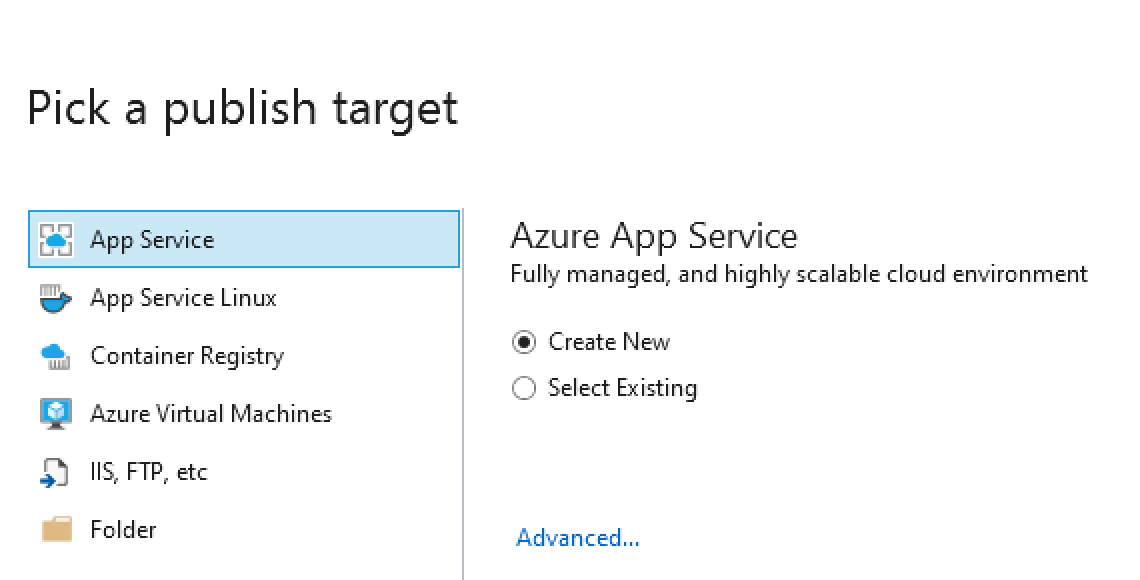 Pick a publish target
App Service
App Service Linux
Container Registry
Azure Virtual Machines
IIS, FTP, etc
Folder
Azure App Service
Fully managed, and highly scalable cloud environment
Create New
Select Existing
Advanced...